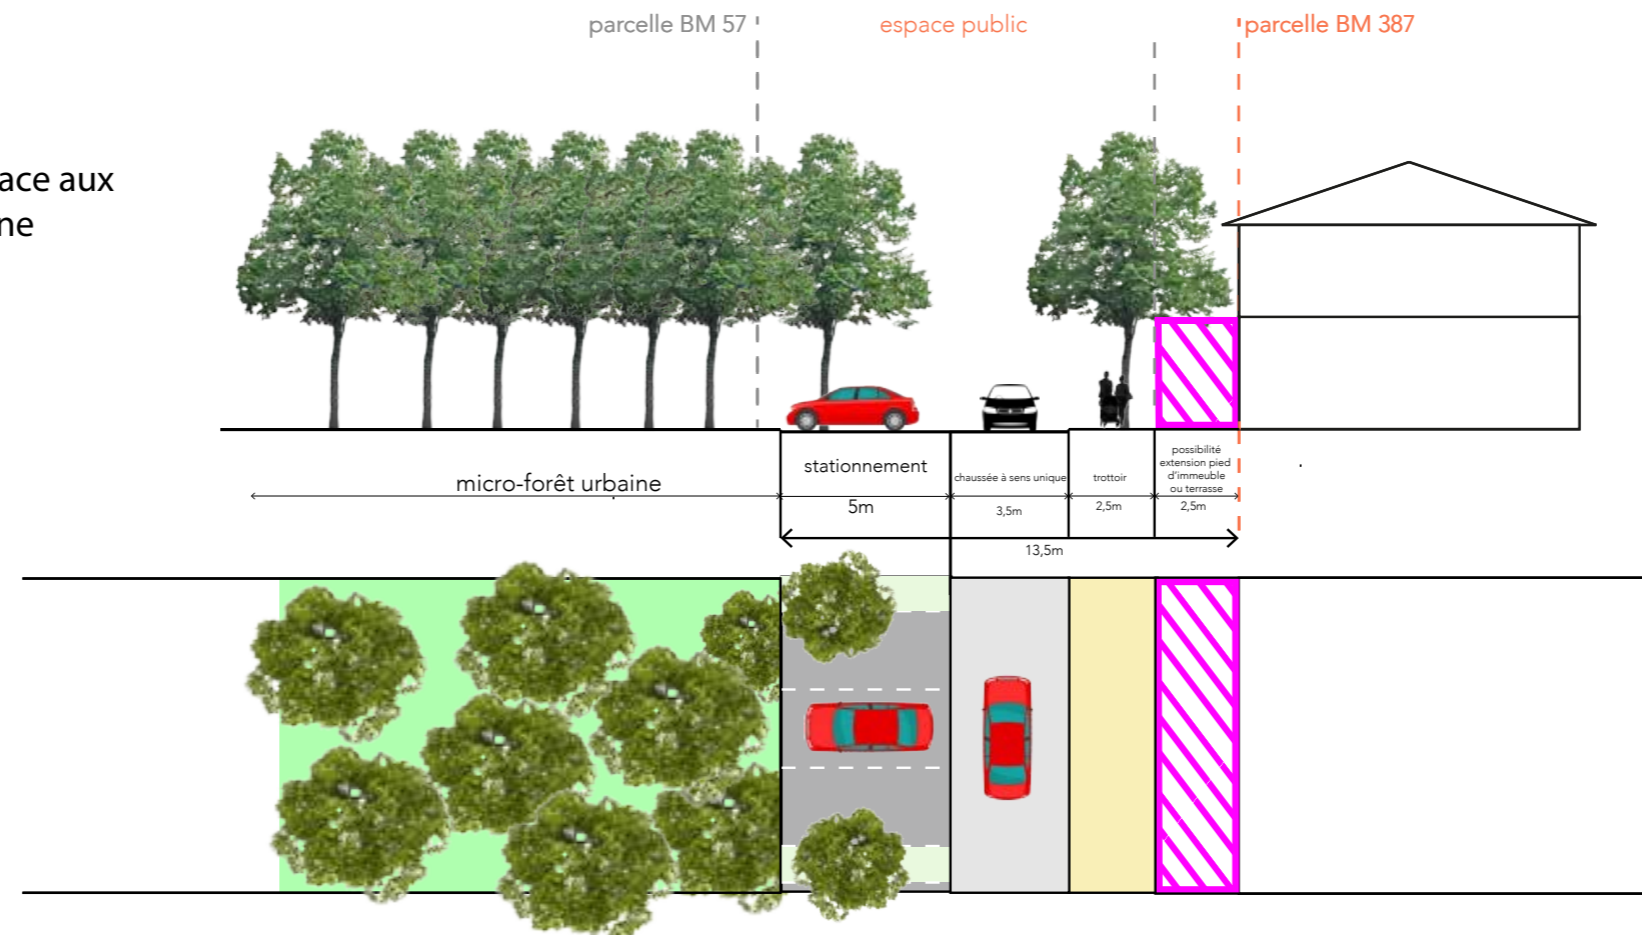 parcelle BM 57
espace public
parcelle BM 387
ace aux
ne
micro-forêt urbaine
stationnement
5m
chaussée à sens unique
3,5m
trottoir
2,5m
possibilité
extension pied
d'immeuble
ou terrasse
2,5m
13,5m